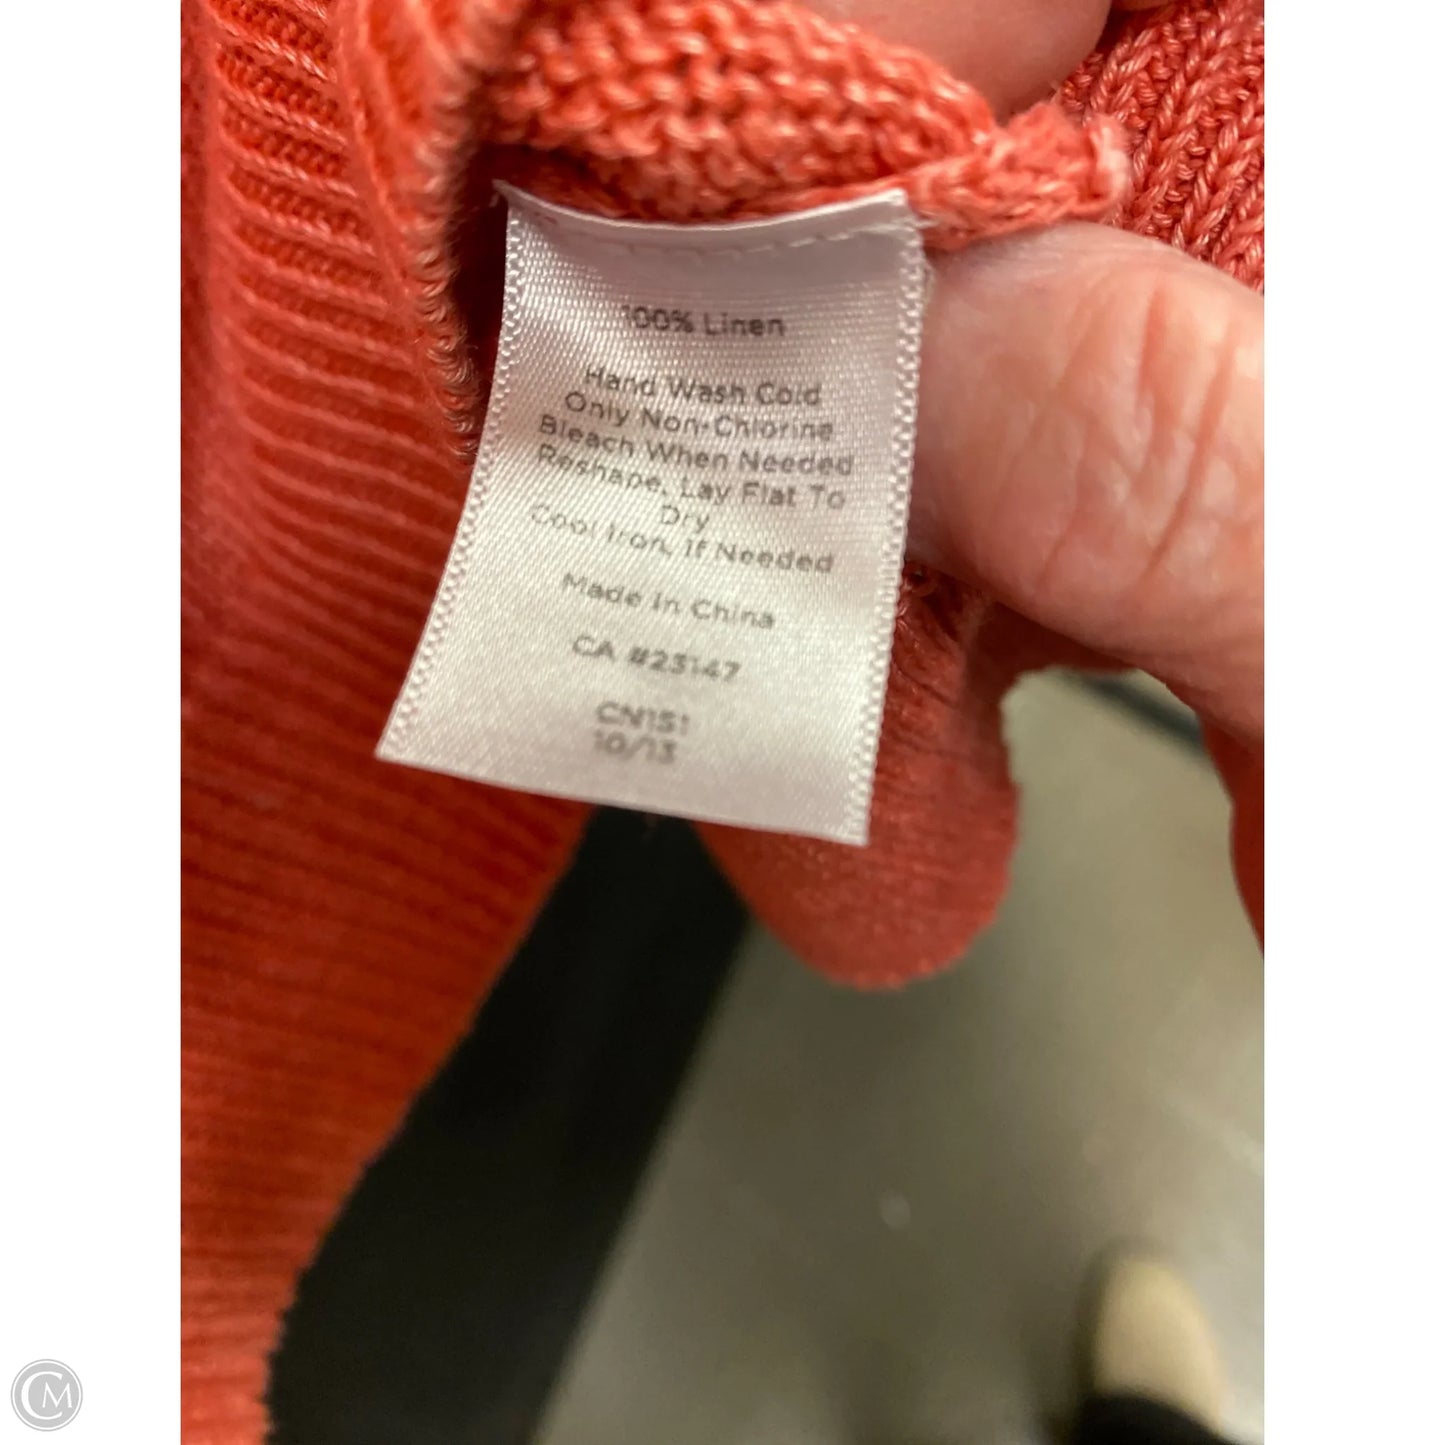 100% Linen
Hand Wash Cold
Only Non-Chlorine
Bleach When Needed
Reshape, Lay Flat To
Dry
Cool Iron, If Needed
Made In China
CA #23147
CN151
10/13
CM